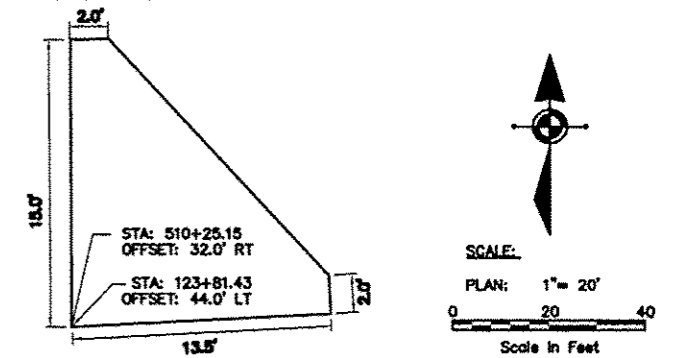 2.0'
15.0'
STA: 510+25.15
OFFSET: 32.0' RT
STA: 123+81.43
OFFSET: 44.0' LT
2.0'
13.5'
SCALE:
PLAN: 1"= 20'
0 20 40
Scale in Feet